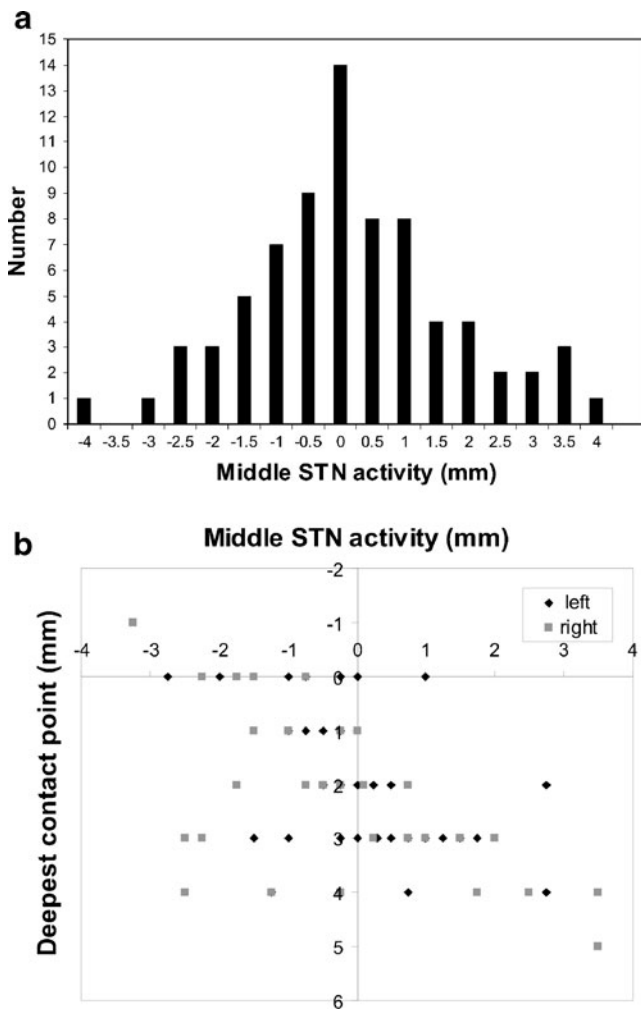 a
15
14
13
12
11
10
9
8
7
6
5
4
3
2
1
0
Number
-4 -3.5 -3 -2.5 -2 -1.5 -1 -0.5 0 0.5 1 1.5 2 2.5 3 3.5 4
Middle STN activity (mm)
b
Middle STN activity (mm)
-2
left
right
-1
-4 -3 -2 -1 0 1 2 3 4
0
1
2
3
4
5
6
Deepest contact point (mm)